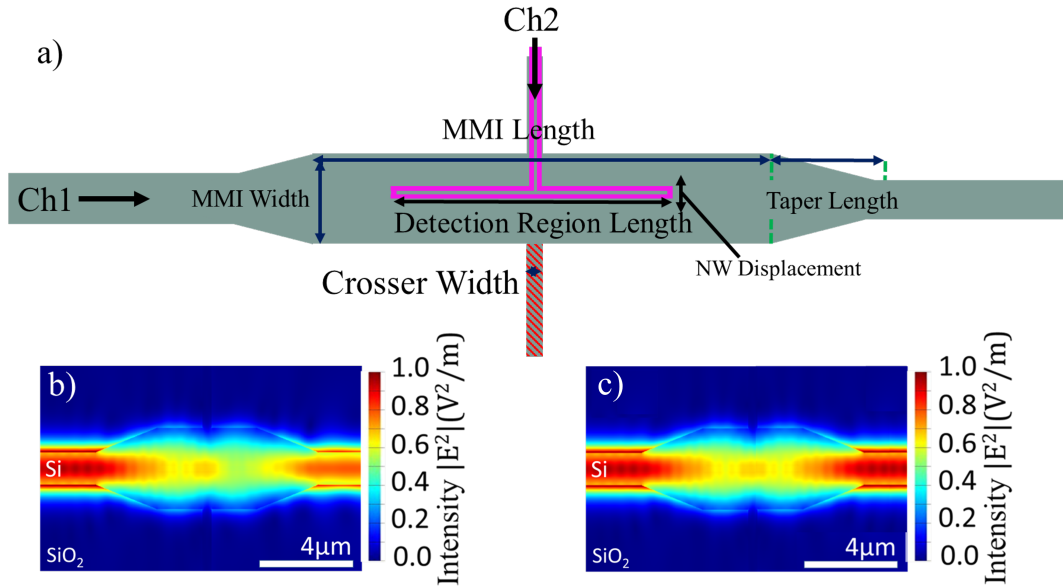 Ch2
a)
MMI Length
Ch1
MMI Width
Taper Length
Detection Region Length
NW Displacement
Crosser Width
b)
1.0
0.8
0.6
0.4
0.2
0.0
Intensity |E²|(V²/m)
Si
SiO₂
4μm
c)
1.0
0.8
0.6
0.4
0.2
0.0
Intensity |E²|(V²/m)
Si
SiO₂
4μm